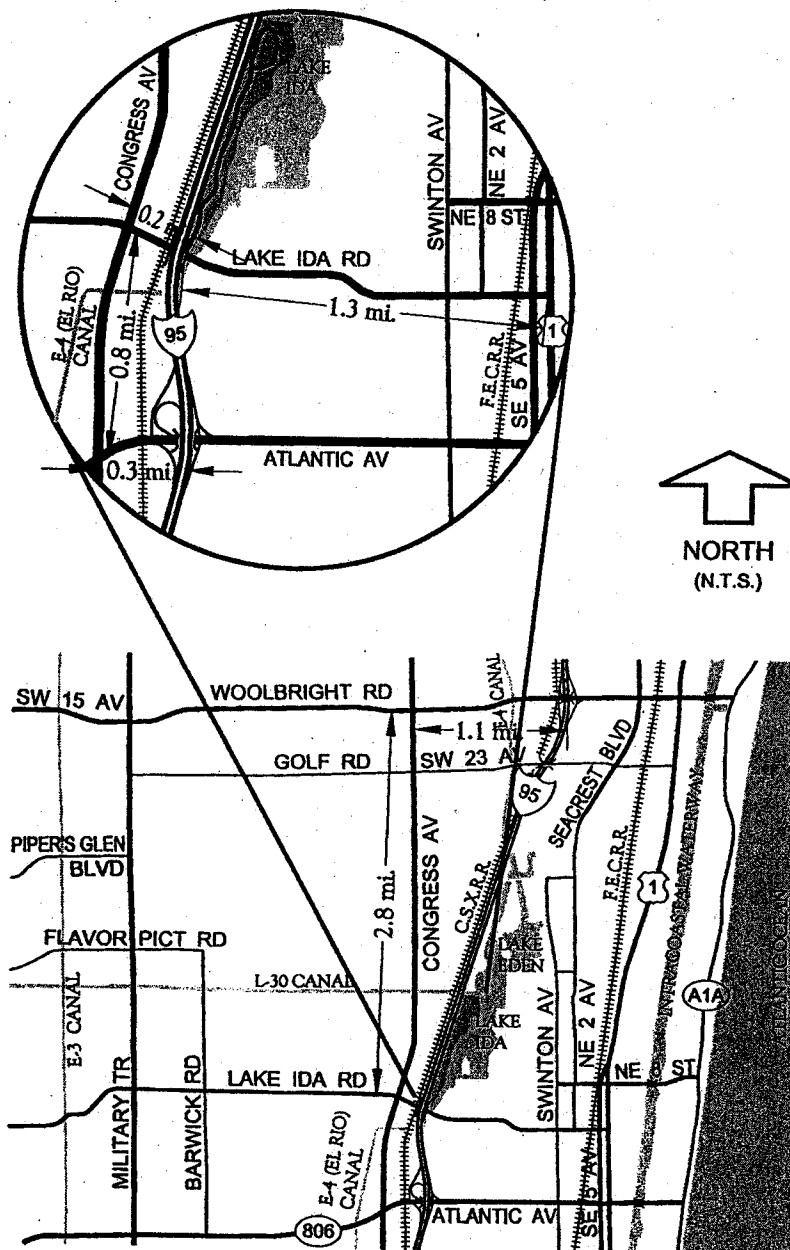 LAKE
IDA
CONGRESS AV
SWINTON AV
NE 2 AV
NE 8 ST
0.2
LAKE IDA RD
1.3 mi.
E-4 (EL RIO)
CANAL
0.8 mi.
95
1
F.E.C.R.R.
SE 5 AV
ATLANTIC AV
0.3 mi.
NORTH
(N.T.S.)
SW 15 AV
WOOLBRIGHT RD
CANAL
1.1 mi.
GOLF RD
SW 23 AV
95
SEACREST BLVD
PIPER'S GLEN
BLVD
CONGRESS AV
2.8 mi.
C.S.X.R.R.
F.E.C.R.R.
1
INTRACOASTAL WATERWAY
ATLANTIC OCEAN
FLAVOR PICT RD
LAKE
EDEN
L-30 CANAL
E-3 CANAL
LAKE
IDA
SWINTON AV
NE 2 AV
A1A
MILITARY TR
BARWICK RD
LAKE IDA RD
NE
ST
E-4 (EL RIO)
CANAL
806
ATLANTIC AV
SE 5 AV